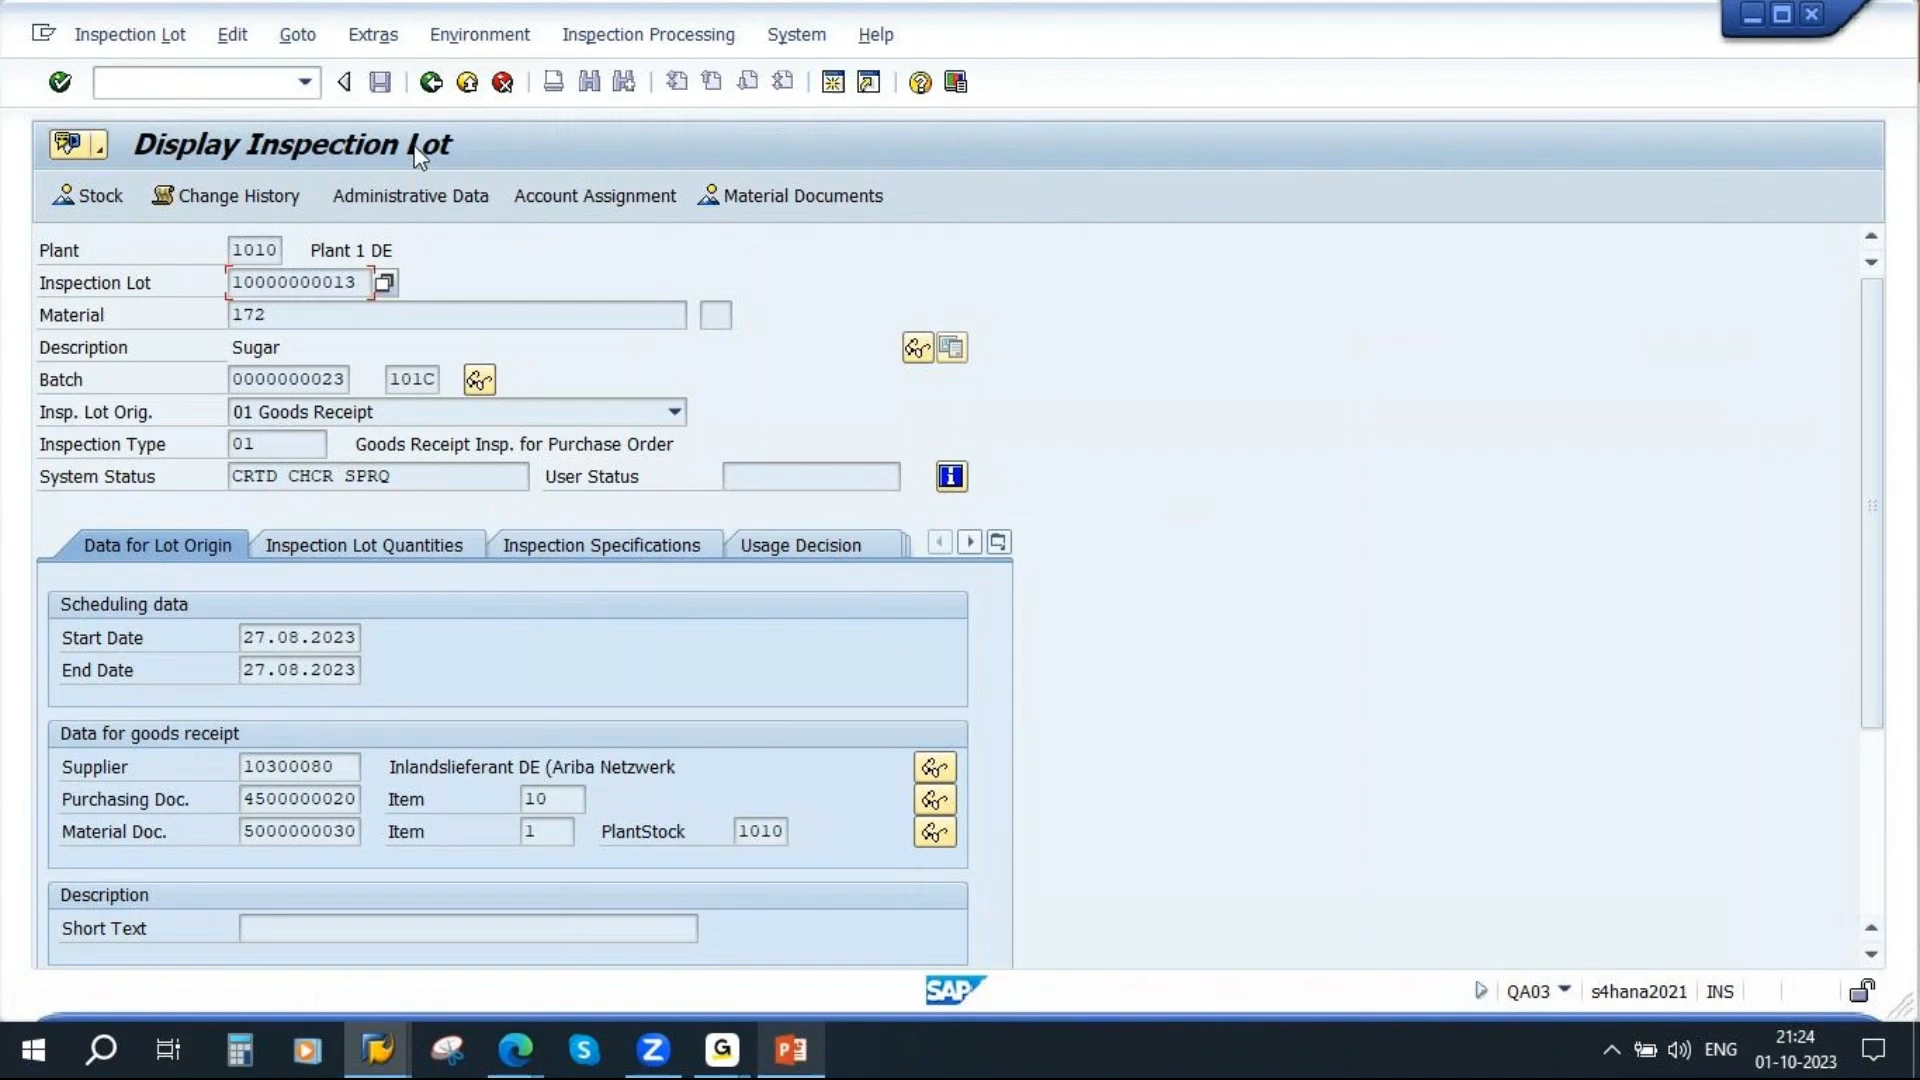 Inspection Lot Edit Goto Extras Environment Inspection Processing System Help
Display Inspection Lot
Stock Change History Administrative Data Account Assignment Material Documents
Plant 1010 Plant 1 DE
Inspection Lot 10000000013
Material 172
Description Sugar
Batch 0000000023 101C
Insp. Lot Orig. 01 Goods Receipt
Inspection Type 01 Goods Receipt Insp. for Purchase Order
System Status CRTD CHCR SPRQ User Status
Data for Lot Origin Inspection Lot Quantities Inspection Specifications Usage Decision
Scheduling data
Start Date 27.08.2023
End Date 27.08.2023
Data for goods receipt
Supplier 10300080 Inlandslieferant DE (Ariba Netzwerk
Purchasing Doc. 4500000020 Item 10
Material Doc. 5000000030 Item 1 PlantStock 1010
Description
Short Text
SAP QA03 s4hana2021 INS
ENG 21:24
01-10-2023